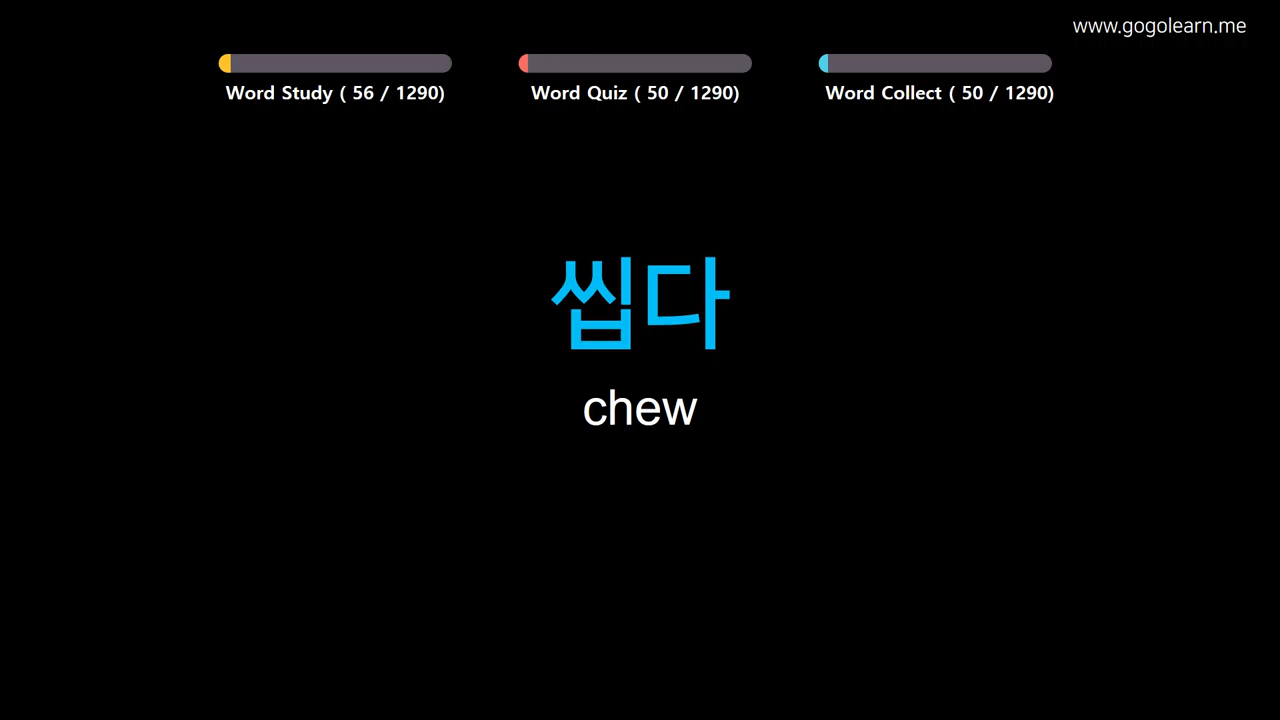 www.gogolearn.me
Word Study ( 56 / 1290)
Word Quiz ( 50 / 1290)
Word Collect ( 50 / 1290)
씹다
chew